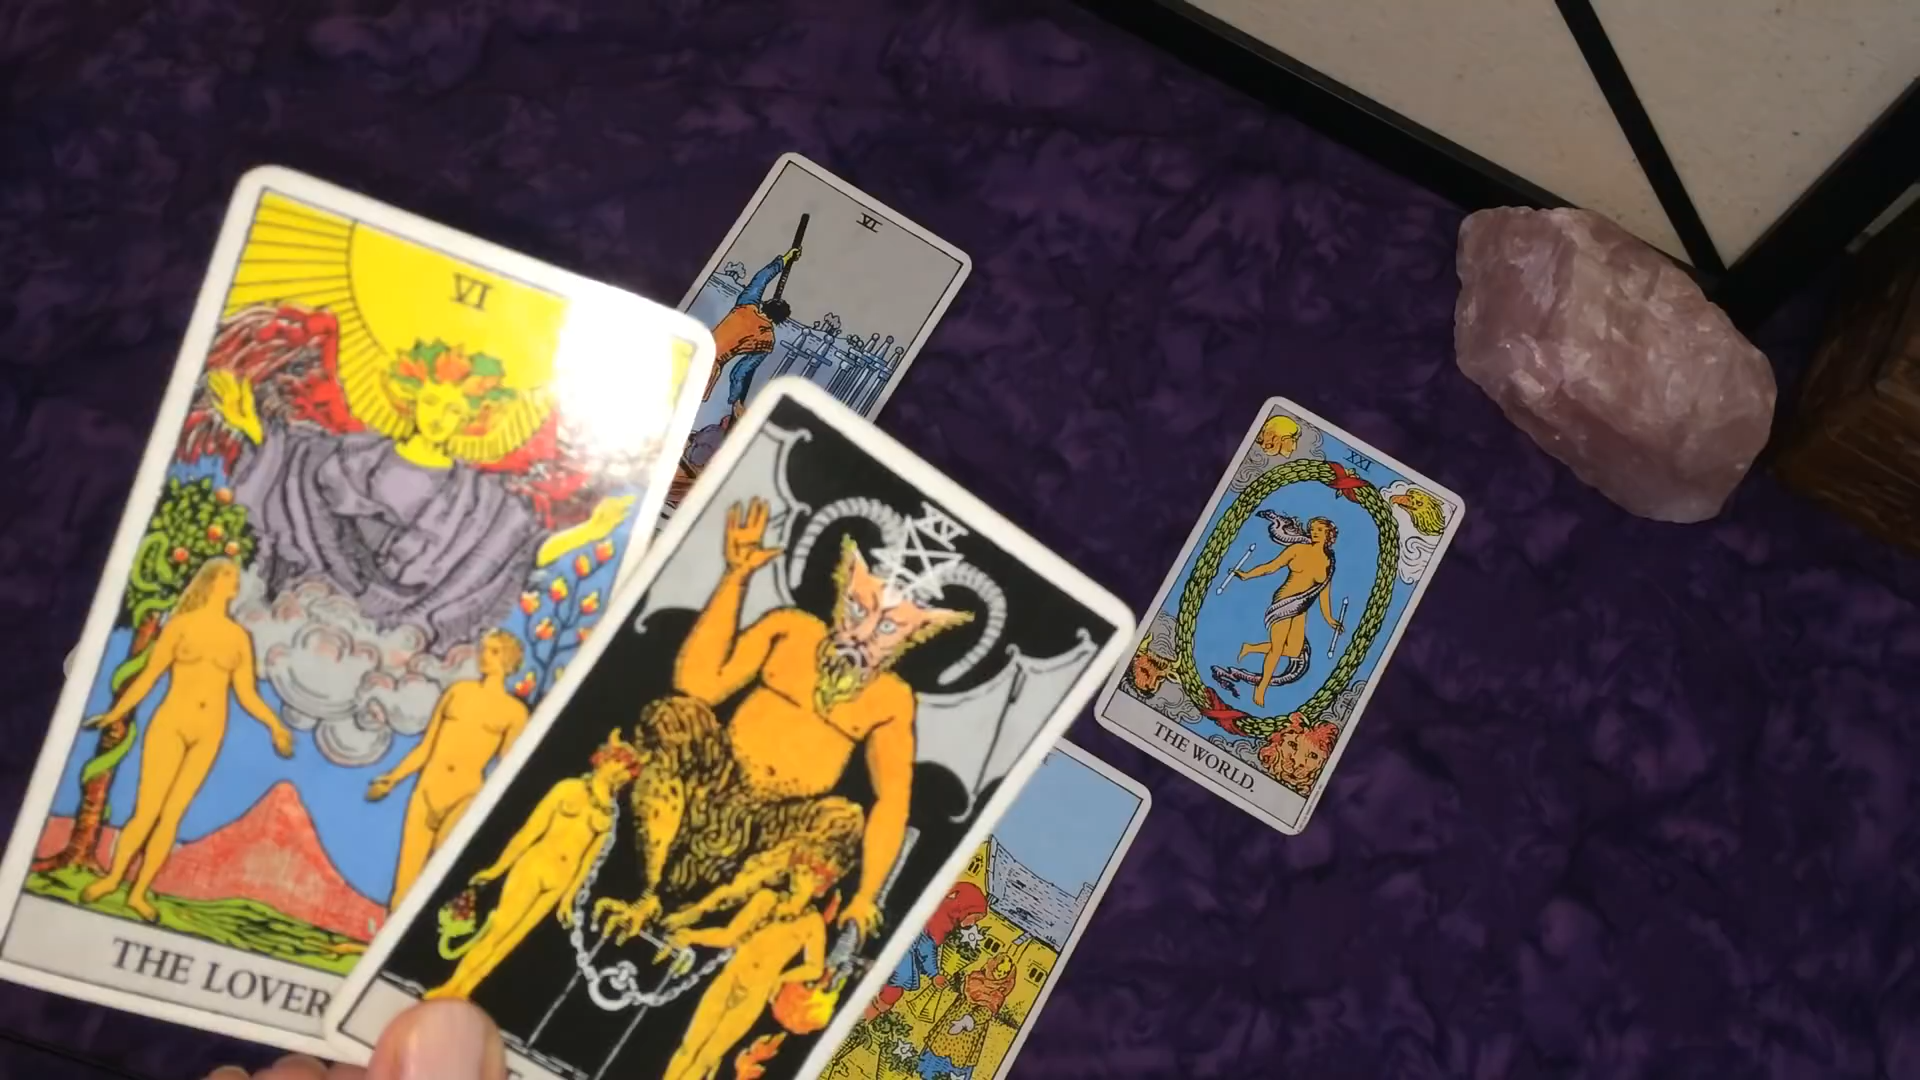 VI
THE LOVER
VI
XV
XXI
THE WORLD.